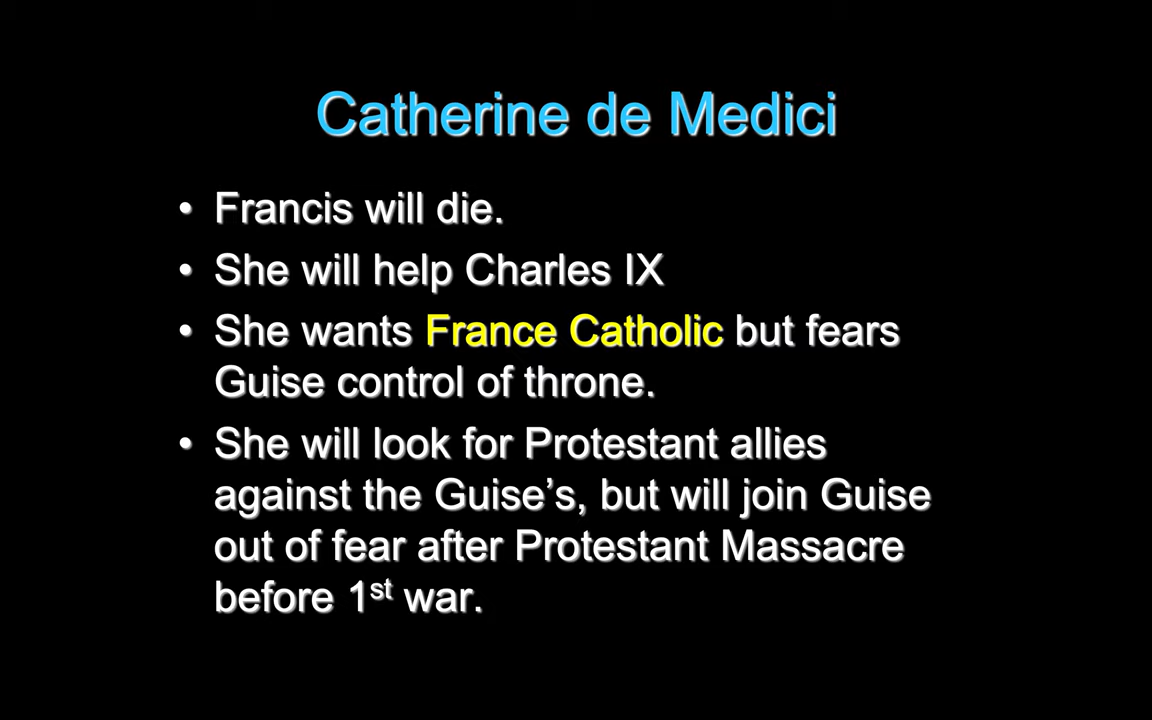 Catherine de Medici
• Francis will die.
• She will help Charles IX
• She wants France Catholic but fears
Guise control of throne.
• She will look for Protestant allies
against the Guise’s, but will join Guise
out of fear after Protestant Massacre
before 1st war.